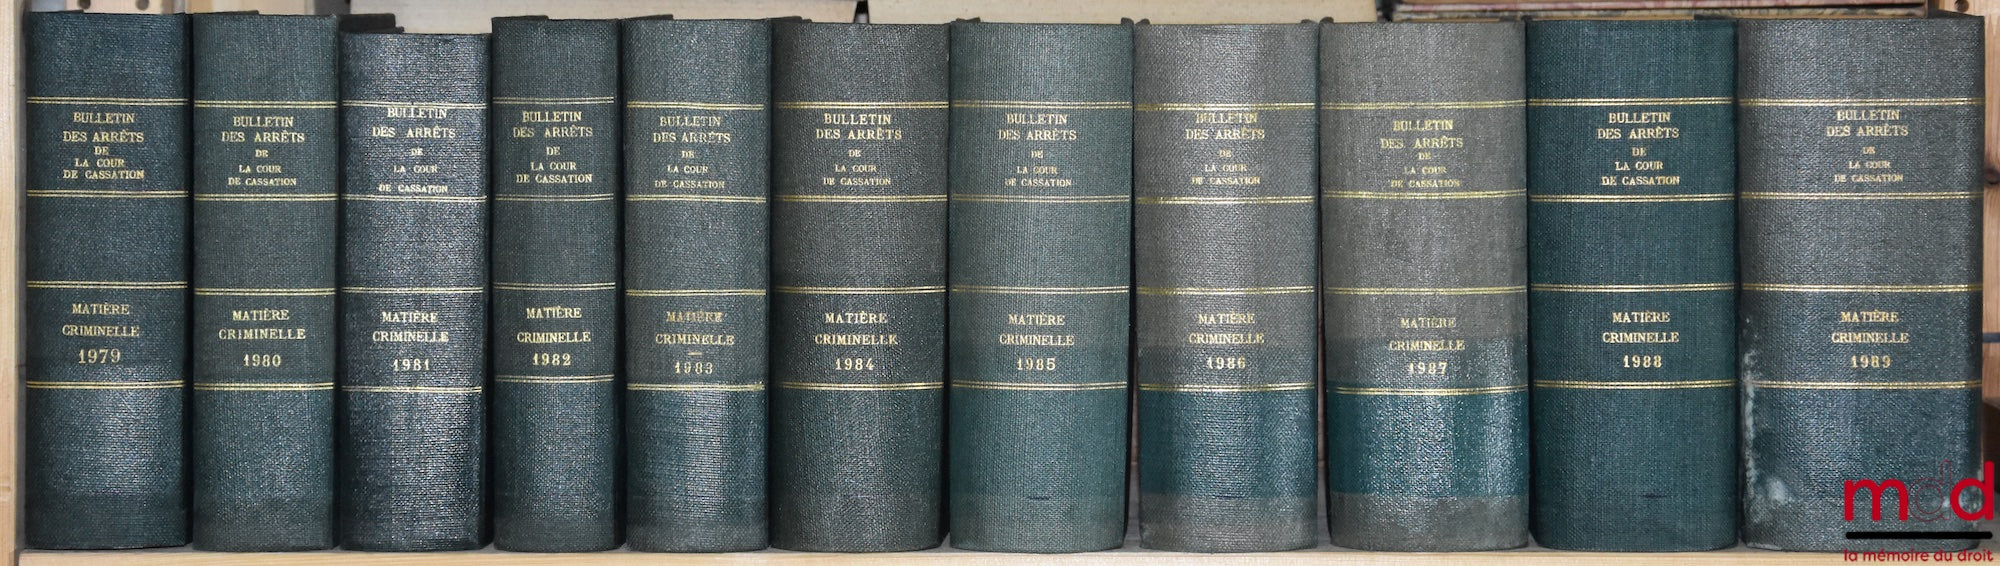 BULLETIN
DES ARRÊTS
DE
LA COUR
DE CASSATION
MATIÈRE
CRIMINELLE
1979
BULLETIN
DES ARRÊTS
DE
LA COUR
DE CASSATION
MATIÈRE
CRIMINELLE
1980
BULLETIN
DES ARRÊTS
DE
LA COUR
DE CASSATION
MATIÈRE
CRIMINELLE
1981
BULLETIN
DES ARRÊTS
DE
LA COUR
DE CASSATION
MATIÈRE
CRIMINELLE
1982
BULLETIN
DES ARRÊTS
DE
LA COUR
DE CASSATION
MATIÈRE
CRIMINELLE
1983
BULLETIN
DES ARRÊTS
DE
LA COUR
DE CASSATION
MATIÈRE
CRIMINELLE
1984
BULLETIN
DES ARRÊTS
DE
LA COUR
DE CASSATION
MATIÈRE
CRIMINELLE
1985
BULLETIN
DES ARRÊTS
DE
LA COUR
DE CASSATION
MATIÈRE
CRIMINELLE
1986
BULLETIN
DES ARRÊTS
DE
LA COUR
DE CASSATION
MATIÈRE
CRIMINELLE
1987
BULLETIN
DES ARRÊTS
DE
LA COUR
DE CASSATION
MATIÈRE
CRIMINELLE
1988
BULLETIN
DES ARRÊTS
DE
LA COUR
DE CASSATION
MATIÈRE
CRIMINELLE
1989
mdd
la mémoire du droit